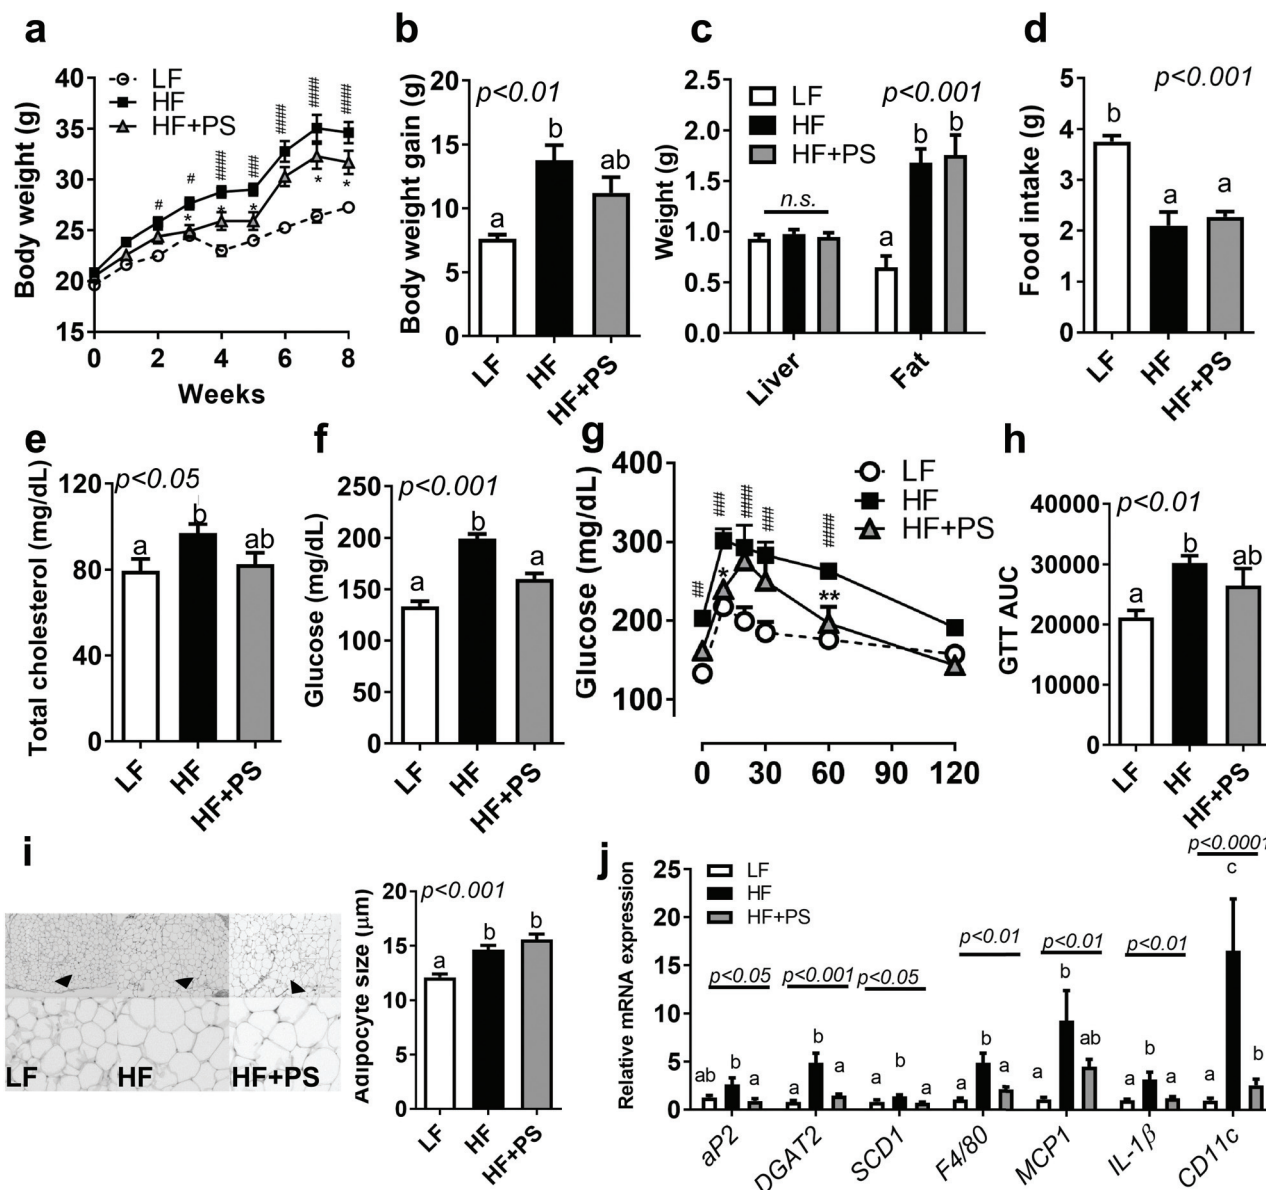 a
Body weight (g)
40
35
30
25
20
15
LF
HF
HF+PS
#
#
####
###
####
####
####
*
*
*
*
*
0
2
4
6
8
Weeks
b
Body weight gain (g)
20
15
10
5
0
p<0.01
a
b
ab
LF
HF
HF+PS
c
Weight (g)
2.5
2.0
1.5
1.0
0.5
0.0
LF
HF
HF+PS
p<0.001
n.s.
a
b
b
Liver
Fat
d
Food intake (g)
5
4
3
2
1
0
p<0.001
b
a
a
LF
HF
HF+PS
e
Total cholesterol (mg/dL)
120
80
40
0
p<0.05
a
b
ab
LF
HF
HF+PS
f
Glucose (mg/dL)
250
200
150
100
50
0
p<0.001
a
b
a
LF
HF
HF+PS
g
Glucose (mg/dL)
400
300
200
100
LF
HF
HF+PS
##
###
####
###
####
*
**
0
30
60
90
120
h
GTT AUC
40000
30000
20000
10000
0
p<0.01
a
b
ab
LF
HF
HF+PS
i
LF
HF
HF+PS
Adipocyte size (μm)
20
15
10
5
0
p<0.001
a
b
b
LF
HF
HF+PS
j
Relative mRNA expression
25
20
15
10
5
0
LF
HF
HF+PS
p<0.05
p<0.001
p<0.05
p<0.01
p<0.01
p<0.01
p<0.0001
ab b a
a b a
a b a
a b a
a b ab
a b a
a c b
aP2
DGAT2
SCD1
F4/80
MCP1
IL-1β
CD11c